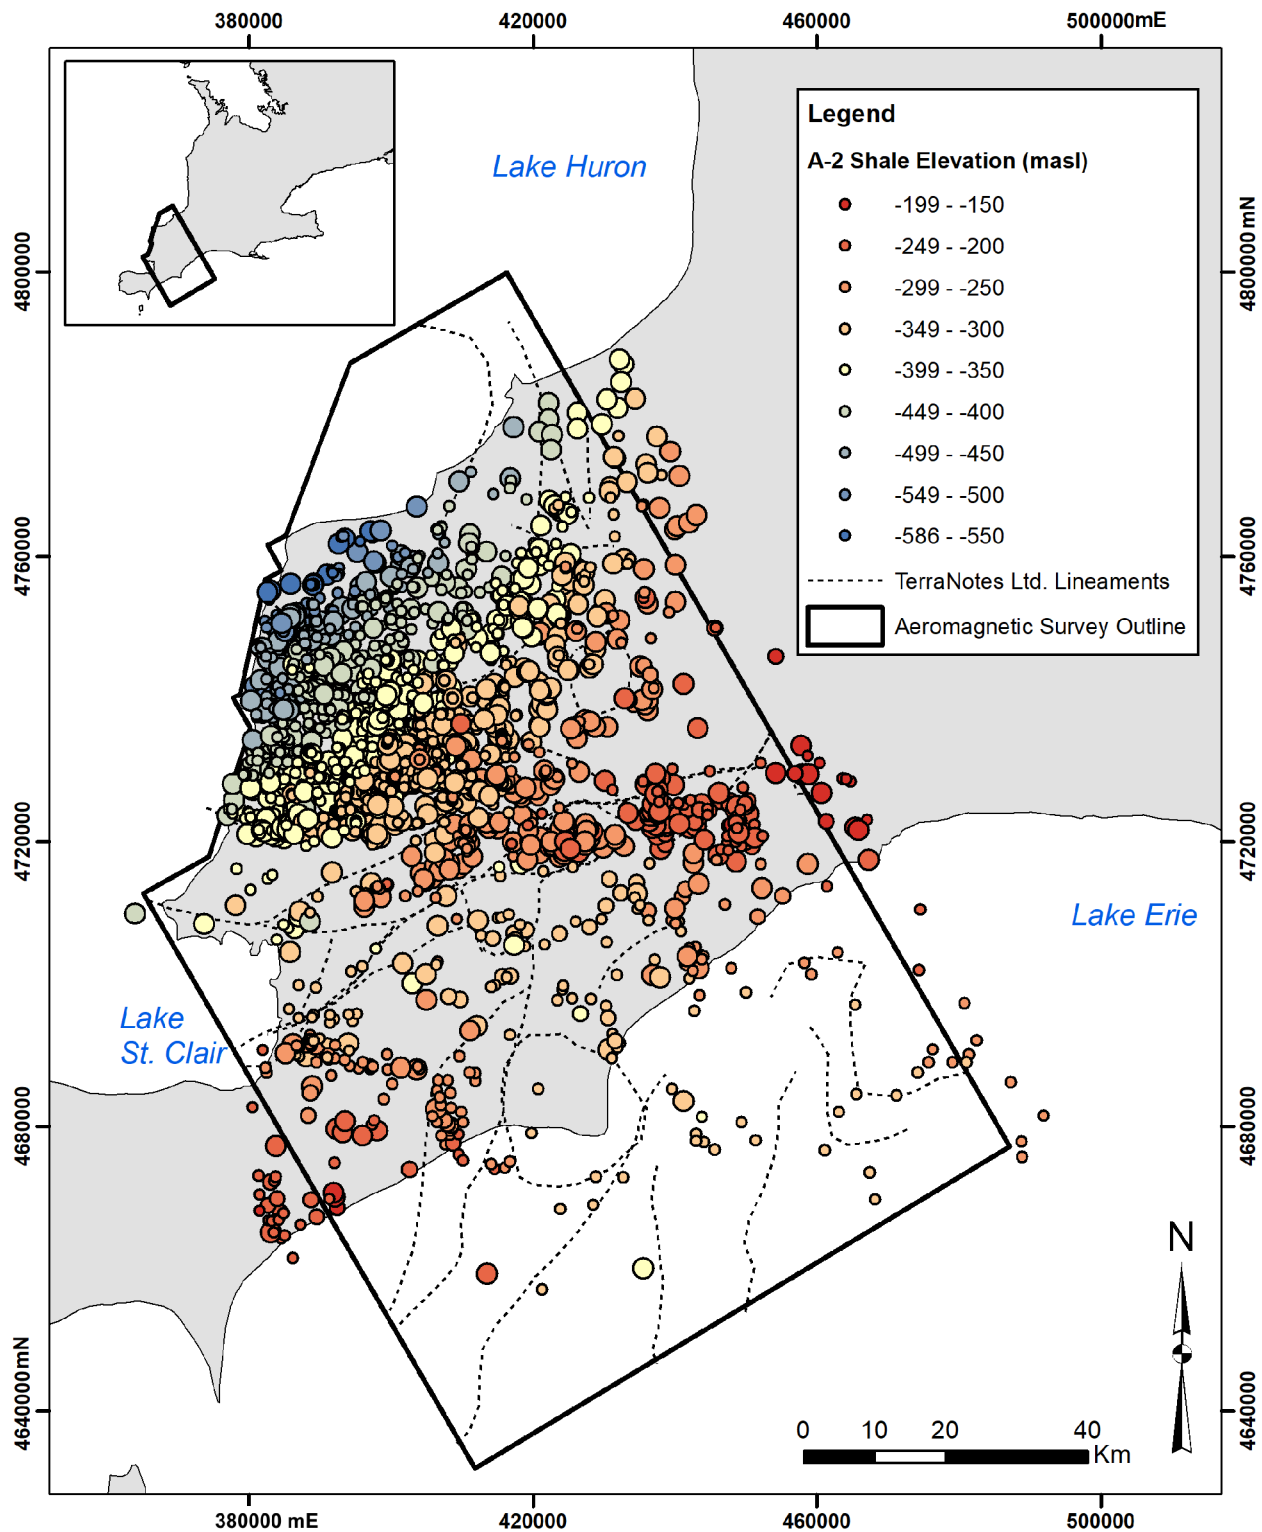 380000
420000
460000
500000mE
Lake Huron
Legend
A-2 Shale Elevation (masl)
-199 - -150
-249 - -200
-299 - -250
-349 - -300
-399 - -350
-449 - -400
-499 - -450
-549 - -500
-586 - -550
TerraNotes Ltd. Lineaments
Aeromagnetic Survey Outline
4800000
4800000mN
4760000
4760000
4720000
4720000
Lake Erie
Lake
St. Clair
4680000
4680000
N
4640000mN
4640000
0
10
20
40
Km
380000 mE
420000
460000
500000